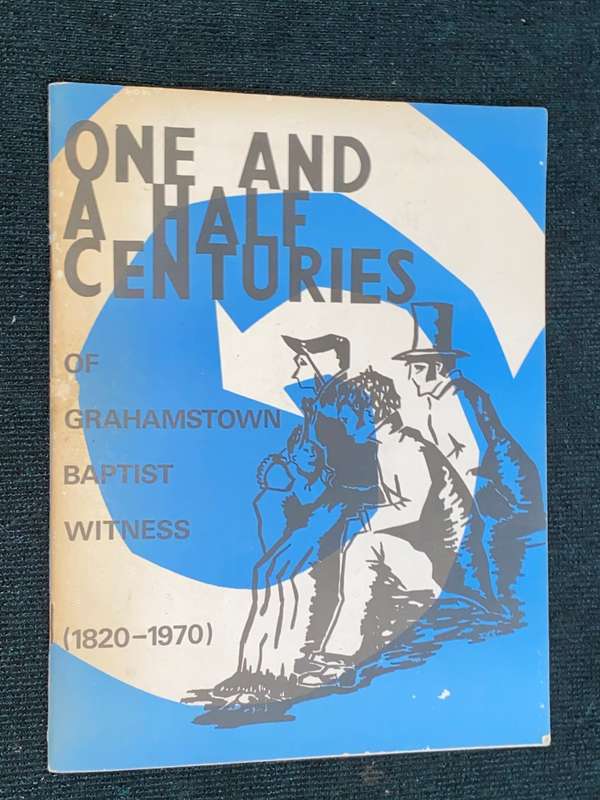 ONE AND
A HALF
CENTURIES
OF
GRAHAMSTOWN
BAPTIST
WITNESS
(1820–1970)